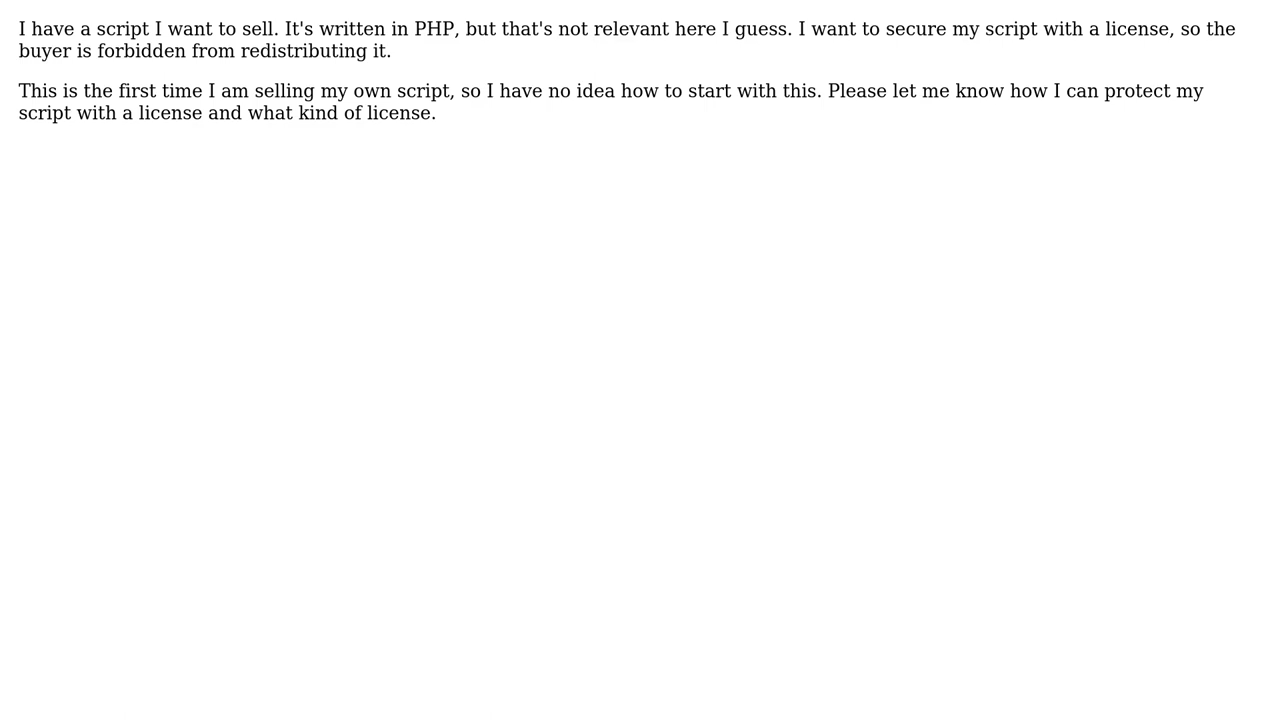 I have a script I want to sell. It's written in PHP, but that's not relevant here I guess. I want to secure my script with a license, so the
buyer is forbidden from redistributing it.
This is the first time I am selling my own script, so I have no idea how to start with this. Please let me know how I can protect my
script with a license and what kind of license.